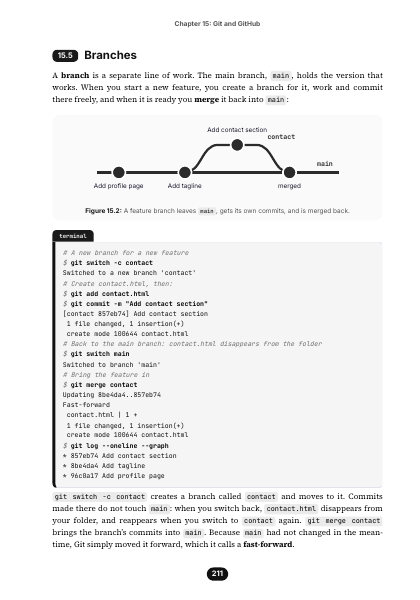 Chapter 15: Git and GitHub
15.5 Branches
A branch is a separate line of work. The main branch, main, holds the version that
works. When you start a new feature, you create a branch for it, work and commit
there freely, and when it is ready you merge it back into main:
Add contact section
contact
main
Add profile page Add tagline merged
Figure 15.2: A feature branch leaves main, gets its own commits, and is merged back.
terminal
# A new branch for a new feature
$ git switch -c contact
Switched to a new branch 'contact'
# Create contact.html, then:
$ git add contact.html
$ git commit -m "Add contact section"
[contact 857eb74] Add contact section
1 file changed, 1 insertion(+)
create mode 100644 contact.html
# Back to the main branch: contact.html disappears from the folder
$ git switch main
Switched to branch 'main'
# Bring the feature in
$ git merge contact
Updating 8be4da4..857eb74
Fast-forward
contact.html | 1 +
1 file changed, 1 insertion(+)
create mode 100644 contact.html
$ git log --oneline --graph
* 857eb74 Add contact section
* 8be4da4 Add tagline
* 96c0a17 Add profile page
git switch -c contact creates a branch called contact and moves to it. Commits
made there do not touch main: when you switch back, contact.html disappears from
your folder, and reappears when you switch to contact again. git merge contact
brings the branch's commits into main. Because main had not changed in the mean-
time, Git simply moved it forward, which it calls a fast-forward.
211